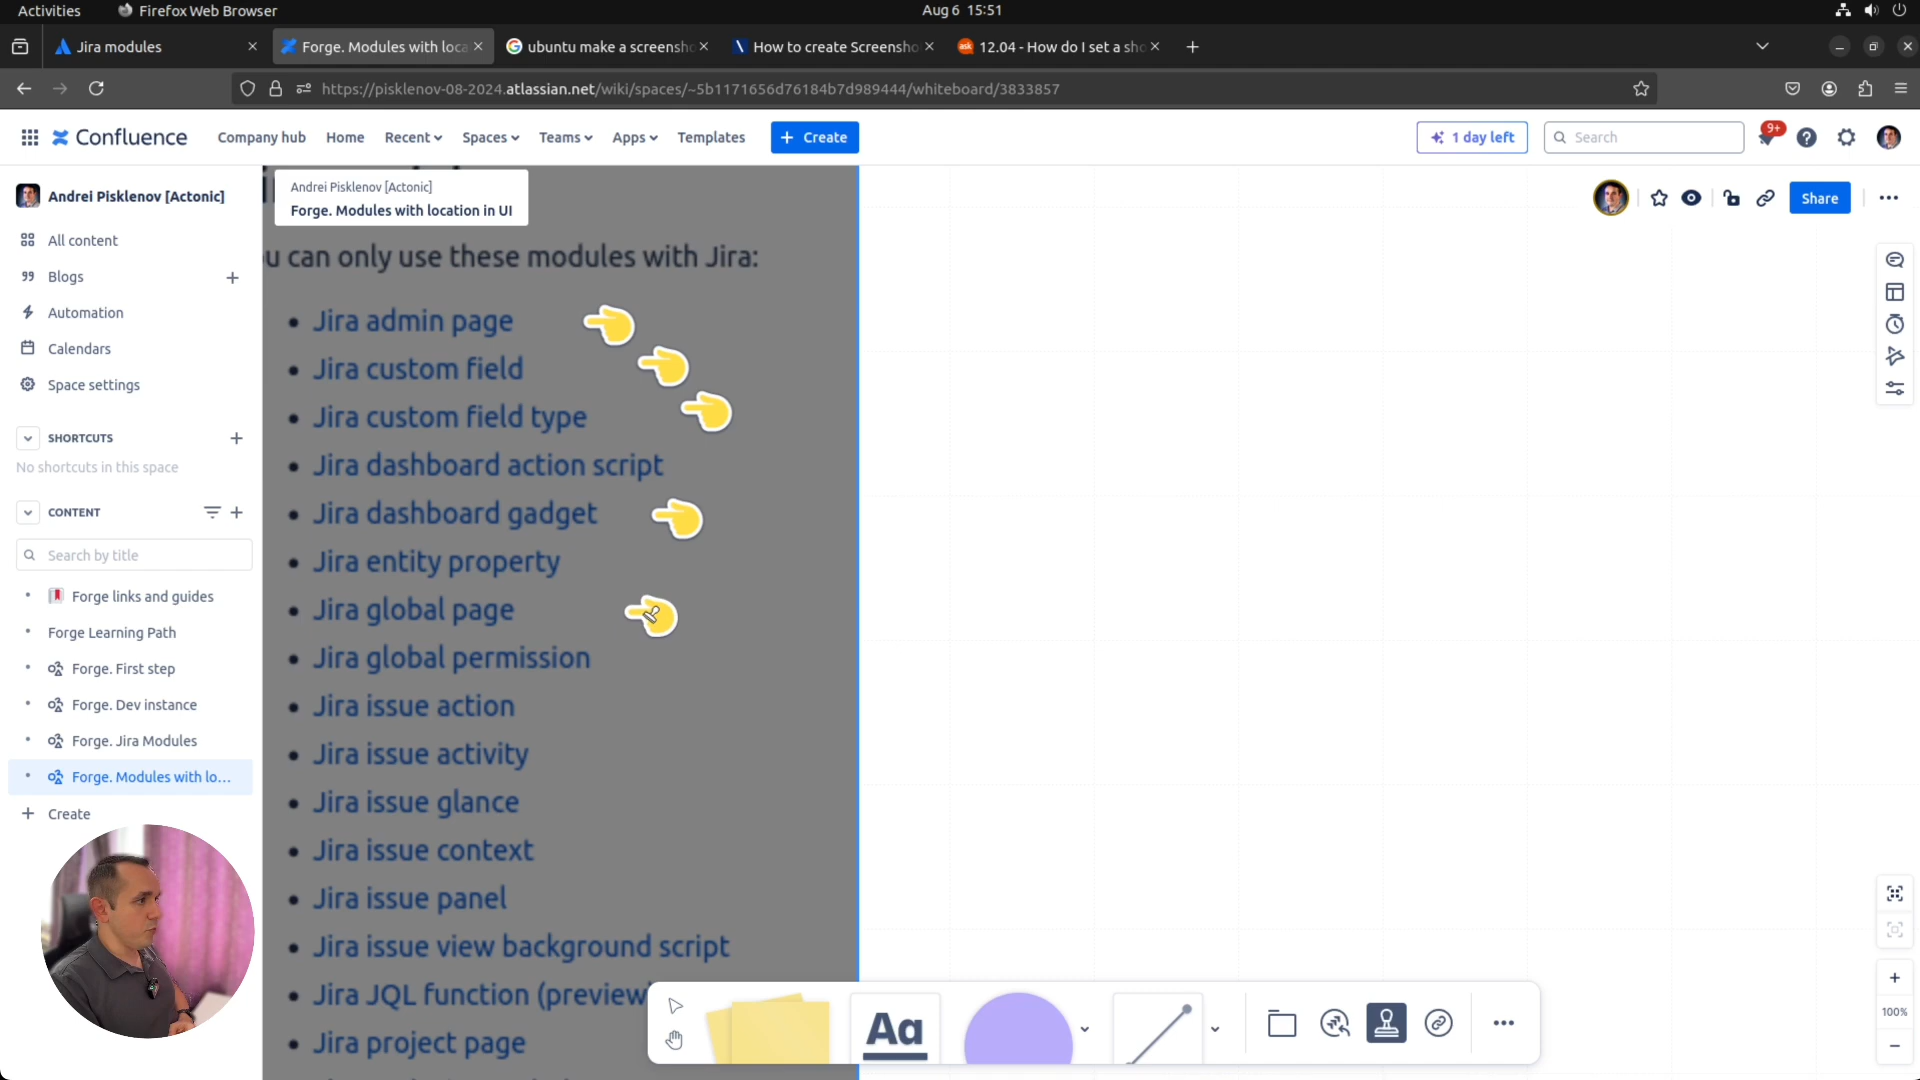 Activities
Firefox Web Browser
Aug 6 15:51
Jira modules
Forge. Modules with loca
ubuntu make a screensho
How to create Screensho
12.04 - How do I set a sho
https://pisklenov-08-2024.atlassian.net/wiki/spaces/~5b1171656d76184b7d989444/whiteboard/3833857
Confluence
Company hub
Home
Recent
Spaces
Teams
Apps
Templates
Create
1 day left
Search
9+
Andrei Pisklenov [Actonic]
All content
Blogs
Automation
Calendars
Space settings
SHORTCUTS
No shortcuts in this space
CONTENT
Search by title
Forge links and guides
Forge Learning Path
Forge. First step
Forge. Dev instance
Forge. Jira Modules
Forge. Modules with lo...
Create
Andrei Pisklenov [Actonic]
Forge. Modules with location in UI
Share
u can only use these modules with Jira:
Jira admin page
Jira custom field
Jira custom field type
Jira dashboard action script
Jira dashboard gadget
Jira entity property
Jira global page
Jira global permission
Jira issue action
Jira issue activity
Jira issue glance
Jira issue context
Jira issue panel
Jira issue view background script
Jira JQL function (preview
Jira project page
Aa
100%